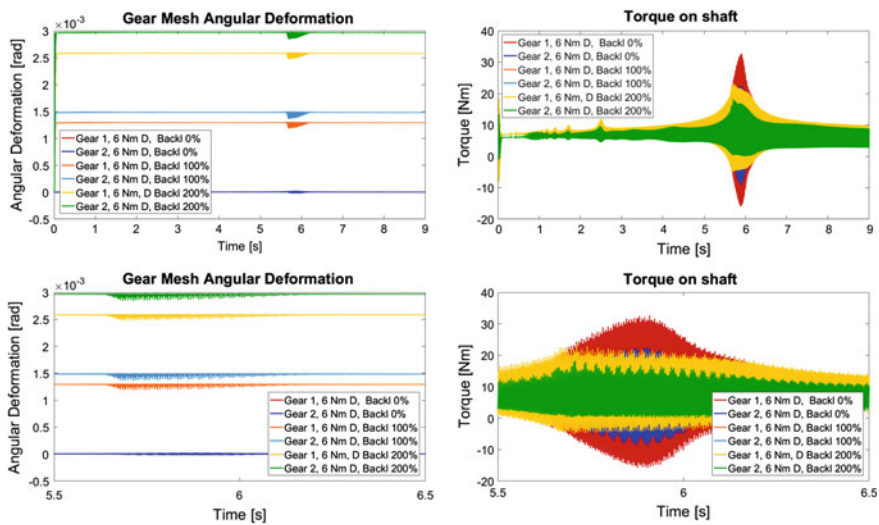 Gear Mesh Angular Deformation
×10⁻³
Angular Deformation [rad]
3
2.5
2
1.5
1
0.5
0
-0.5
0 1 2 3 4 5 6 7 8 9
Time [s]
Gear 1, 6 Nm D, Backl 0%
Gear 2, 6 Nm D, Backl 0%
Gear 1, 6 Nm D, Backl 100%
Gear 2, 6 Nm D, Backl 100%
Gear 1, 6 Nm, D Backl 200%
Gear 2, 6 Nm D, Backl 200%
Torque on shaft
Torque [Nm]
40
30
20
10
0
-10
-20
0 1 2 3 4 5 6 7 8 9
Time [s]
Gear 1, 6 Nm D, Backl 0%
Gear 2, 6 Nm D, Backl 0%
Gear 1, 6 Nm D, Backl 100%
Gear 2, 6 Nm D, Backl 100%
Gear 1, 6 Nm, D Backl 200%
Gear 2, 6 Nm D, Backl 200%
Gear Mesh Angular Deformation
×10⁻³
Angular Deformation [rad]
3
2.5
2
1.5
1
0.5
0
-0.5
5.5 6 6.5
Time [s]
Gear 1, 6 Nm D, Backl 0%
Gear 2, 6 Nm D, Backl 0%
Gear 1, 6 Nm D, Backl 100%
Gear 2, 6 Nm D, Backl 100%
Gear 1, 6 Nm, D Backl 200%
Gear 2, 6 Nm D, Backl 200%
Torque on shaft
Torque [Nm]
40
30
20
10
0
-10
-20
5.5 6 6.5
Time [s]
Gear 1, 6 Nm D, Backl 0%
Gear 2, 6 Nm D, Backl 0%
Gear 1, 6 Nm D, Backl 100%
Gear 2, 6 Nm D, Backl 100%
Gear 1, 6 Nm, D Backl 200%
Gear 2, 6 Nm D, Backl 200%